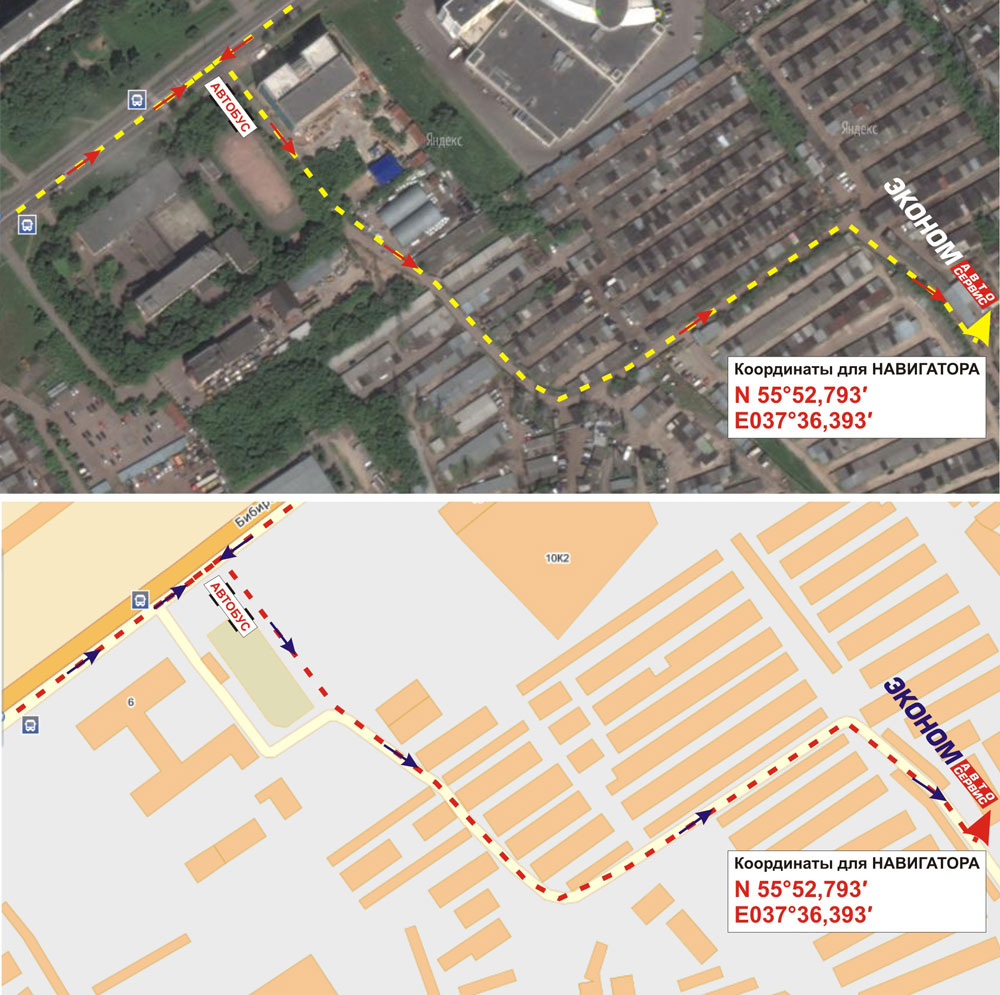 АВТОБУС
Яндекс
Яндекс
ЭКОНОМ
АВТО
СЕРВИС
Координаты для НАВИГАТОРА
N 55°52,793′
E037°36,393′
Бибир
АВТОБУС
10К2
6
ЭКОНОМ
АВТО
СЕРВИС
Координаты для НАВИГАТОРА
N 55°52,793′
E037°36,393′